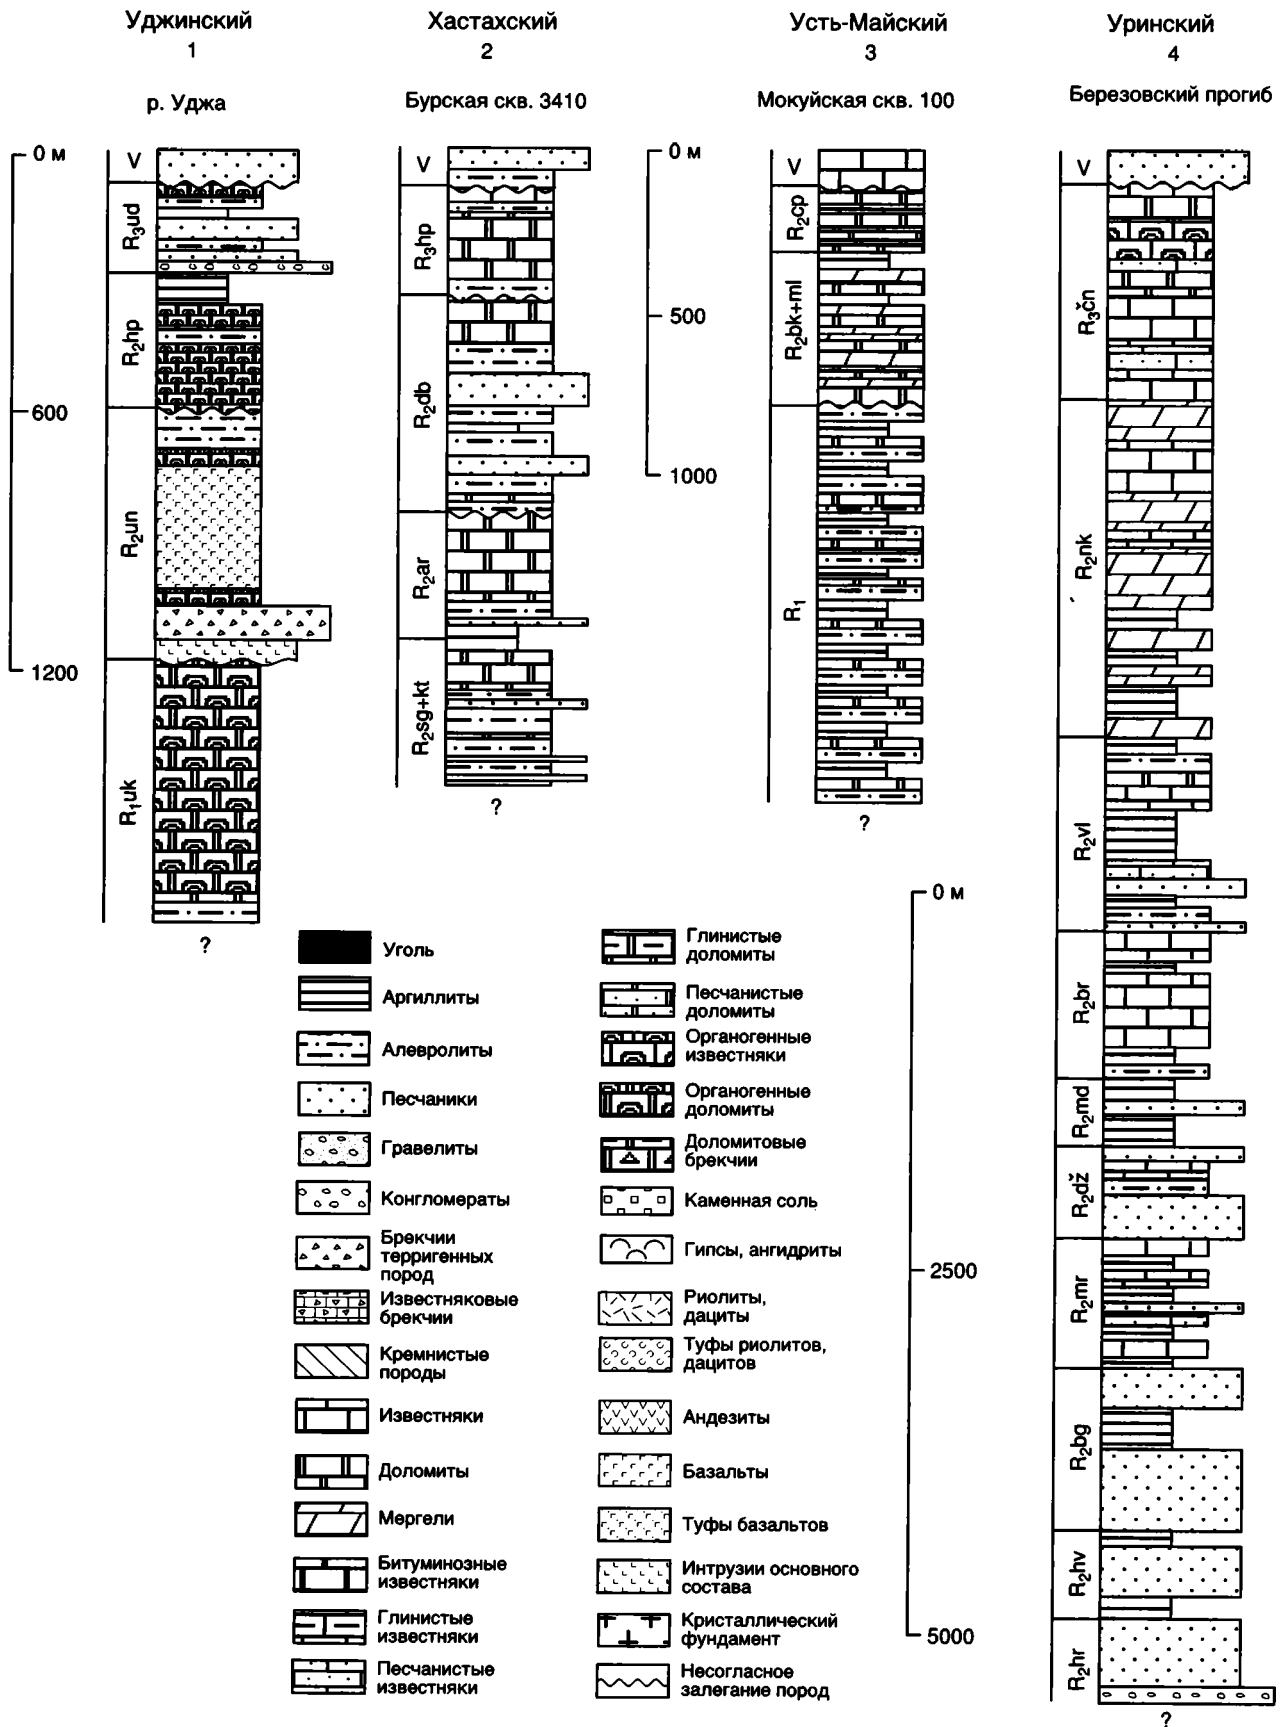 Уджинский
1
р. Уджа
Хастахский
2
Бурская скв. 3410
Усть-Майский
3
Мокуйская скв. 100
Уринский
4
Березовский прогиб
0 м
600
1200
V
R₃ud
R₂hp
R₂un
R₁uk
?
V
R₃hp
R₂db
R₂ar
R₂sg+kt
?
0 м
500
1000
V
R₂cp
R₂bk+ml
R₁
?
0 м
2500
5000
V
R₃čn
R₂nk
R₂vl
R₂br
R₂md
R₂dž
R₂mr
R₂bg
R₂hv
R₂hr
?
Уголь
Аргиллиты
Алевролиты
Песчаники
Гравелиты
Конгломераты
Брекчии
терригенных
пород
Известняковые
брекчии
Кремнистые
породы
Известняки
Доломиты
Мергели
Битуминозные
известняки
Глинистые
известняки
Песчанистые
известняки
Глинистые
доломиты
Песчанистые
доломиты
Органогенные
известняки
Органогенные
доломиты
Доломитовые
брекчии
Каменная соль
Гипсы, ангидриты
Риолиты,
дациты
Туфы риолитов,
дацитов
Андезиты
Базальты
Туфы базальтов
Интрузии основного
состава
Кристаллический
фундамент
Несогласное
залегание пород